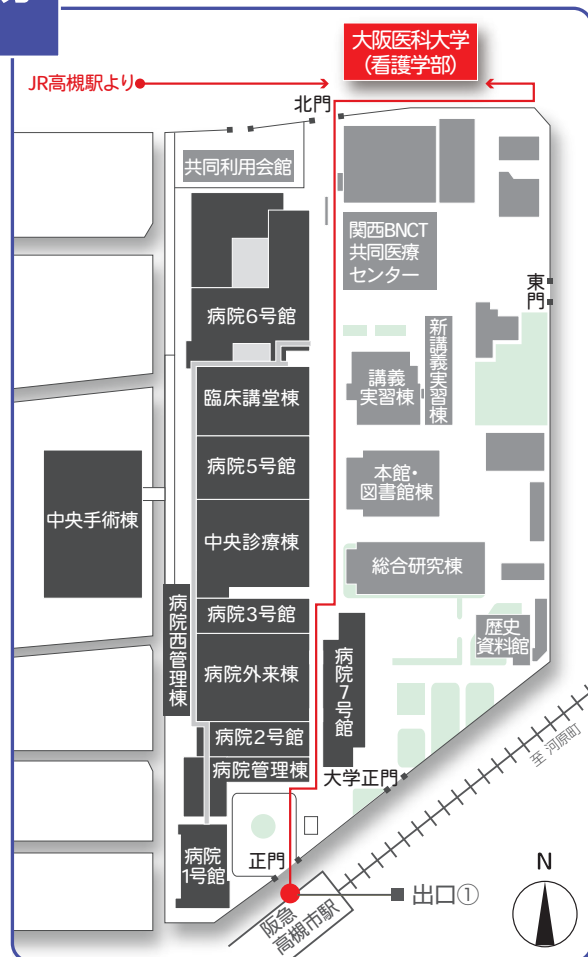 大阪医科大学
(看護学部)
JR高槻駅より
北門
共同利用会館
関西BNCT
共同医療
センター
東門
病院6号館
新講義実習棟
講義
実習棟
臨床講堂棟
病院5号館
本館・
図書館棟
中央手術棟
中央診療棟
総合研究棟
病院西管理棟
病院3号館
歴史
資料館
病院外来棟
病院7号館
病院2号館
病院管理棟
至 河原町
大学正門
病院
1号館
正門
出口①
阪急
高槻市駅
N